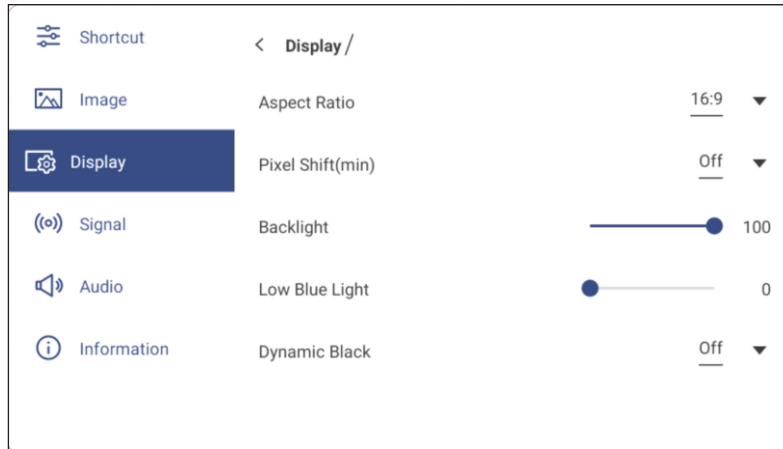 Shortcut
Image
Display
Signal
Audio
Information
< Display /
Aspect Ratio 16:9
Pixel Shift(min) Off
Backlight 100
Low Blue Light 0
Dynamic Black Off